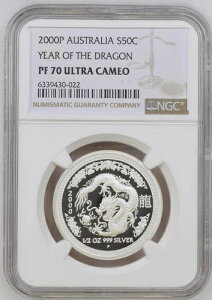 2000P AUSTRALIA S50C
YEAR OF THE DRAGON
PF 70 ULTRA CAMEO
6339430-022
NUMISMATIC GUARANTY COMPANY
NGC
龍
P
1/2 OZ 999 SILVER